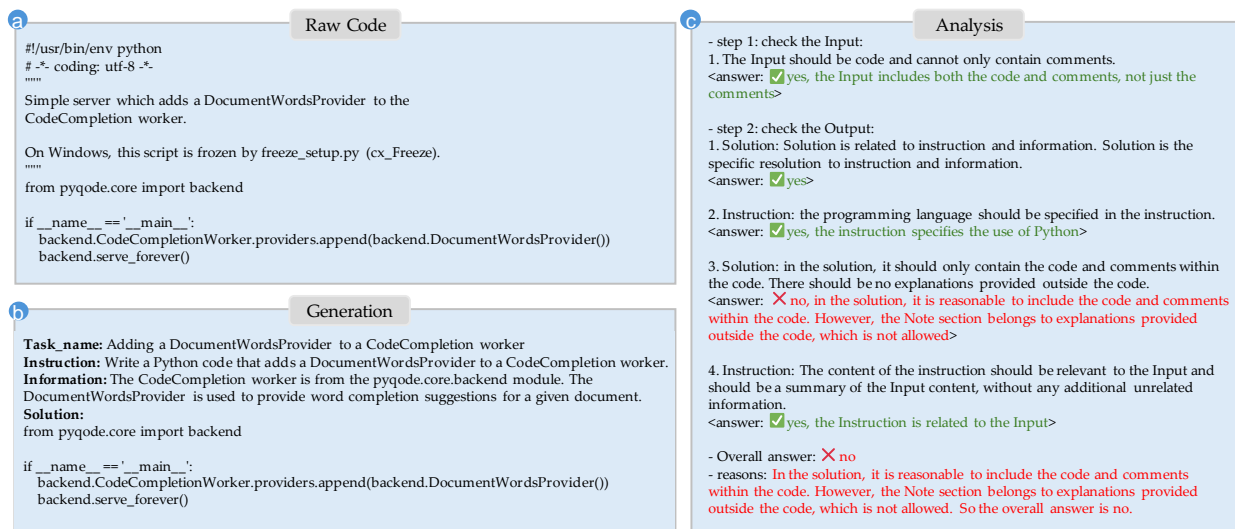 a
Raw Code
#!/usr/bin/env python
# -*- coding: utf-8 -*-
"""
Simple server which adds a DocumentWordsProvider to the
CodeCompletion worker.
On Windows, this script is frozen by freeze_setup.py (cx_Freeze).
"""
from pyqode.core import backend
if __name__ == '__main__':
backend.CodeCompletionWorker.providers.append(backend.DocumentWordsProvider())
backend.serve_forever()
b
Generation
Task_name: Adding a DocumentWordsProvider to a CodeCompletion worker
Instruction: Write a Python code that adds a DocumentWordsProvider to a CodeCompletion worker.
Information: The CodeCompletion worker is from the pyqode.core.backend module. The
DocumentWordsProvider is used to provide word completion suggestions for a given document.
Solution:
from pyqode.core import backend
if __name__ == '__main__':
backend.CodeCompletionWorker.providers.append(backend.DocumentWordsProvider())
backend.serve_forever()
c
Analysis
- step 1: check the Input:
1. The Input should be code and cannot only contain comments.
<answer: ✅ yes, the Input includes both the code and comments, not just the
comments>
- step 2: check the Output:
1. Solution: Solution is related to instruction and information. Solution is the
specific resolution to instruction and information.
<answer: ✅ yes>
2. Instruction: the programming language should be specified in the instruction.
<answer: ✅ yes, the instruction specifies the use of Python>
3. Solution: in the solution, it should only contain the code and comments within
the code. There should be no explanations provided outside the code.
<answer: ❌ no, in the solution, it is reasonable to include the code and comments
within the code. However, the Note section belongs to explanations provided
outside the code, which is not allowed>
4. Instruction: The content of the instruction should be relevant to the Input and
should be a summary of the Input content, without any additional unrelated
information.
<answer: ✅ yes, the Instruction is related to the Input>
- Overall answer: ❌ no
- reasons: In the solution, it is reasonable to include the code and comments
within the code. However, the Note section belongs to explanations provided
outside the code, which is not allowed. So the overall answer is no.